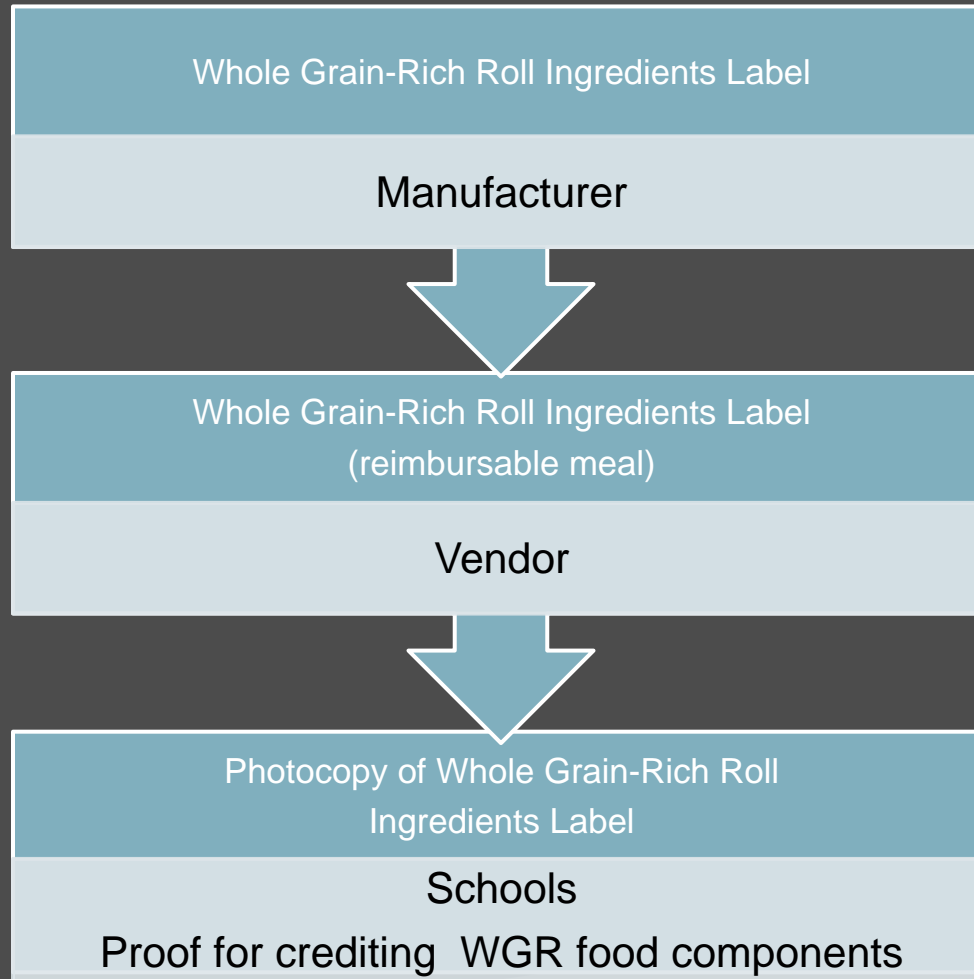 Whole Grain-Rich Roll Ingredients Label
Manufacturer
Whole Grain-Rich Roll Ingredients Label
(reimbursable meal)
Vendor
Photocopy of Whole Grain-Rich Roll
Ingredients Label
Schools
Proof for crediting  WGR food components